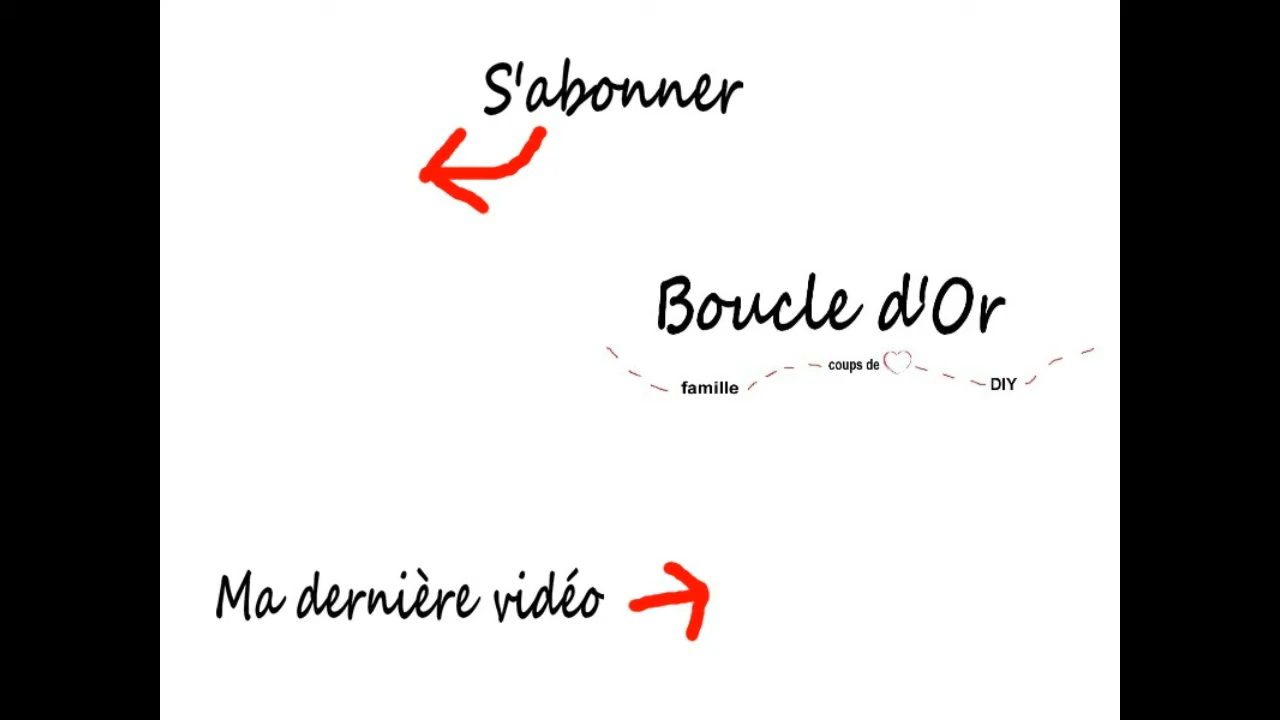 S'abonner
Boucle d'Or
famille coups de DIY
Ma dernière vidéo